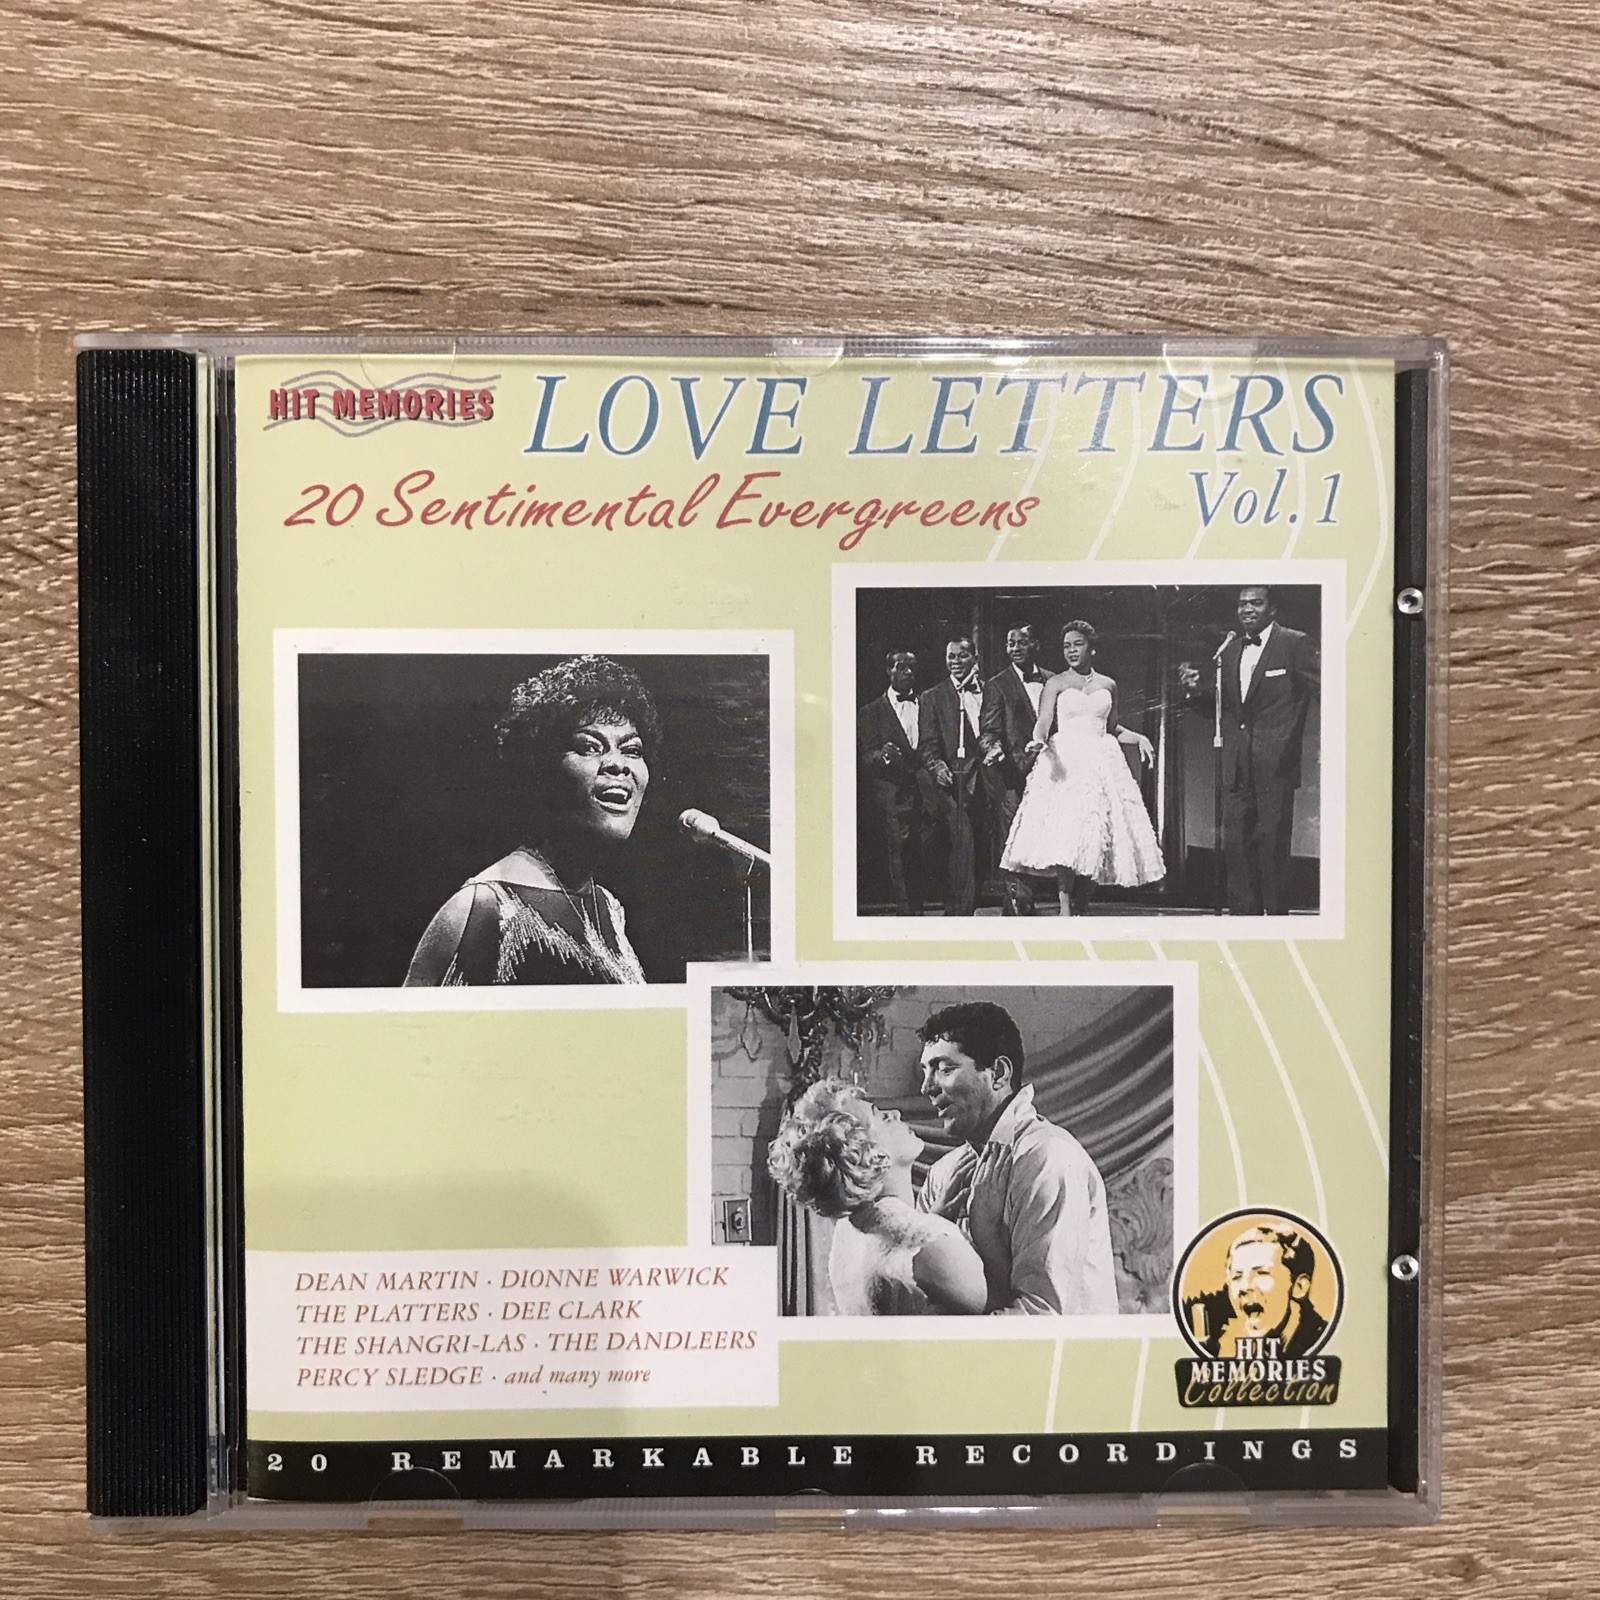 HIT MEMORIES
LOVE LETTERS
20 Sentimental Evergreens
Vol. 1
DEAN MARTIN · DIONNE WARWICK
THE PLATTERS · DEE CLARK
THE SHANGRI-LAS · THE DANDLEERS
PERCY SLEDGE · and many more
HIT
MEMORIES
Collection
20 REMARKABLE RECORDINGS